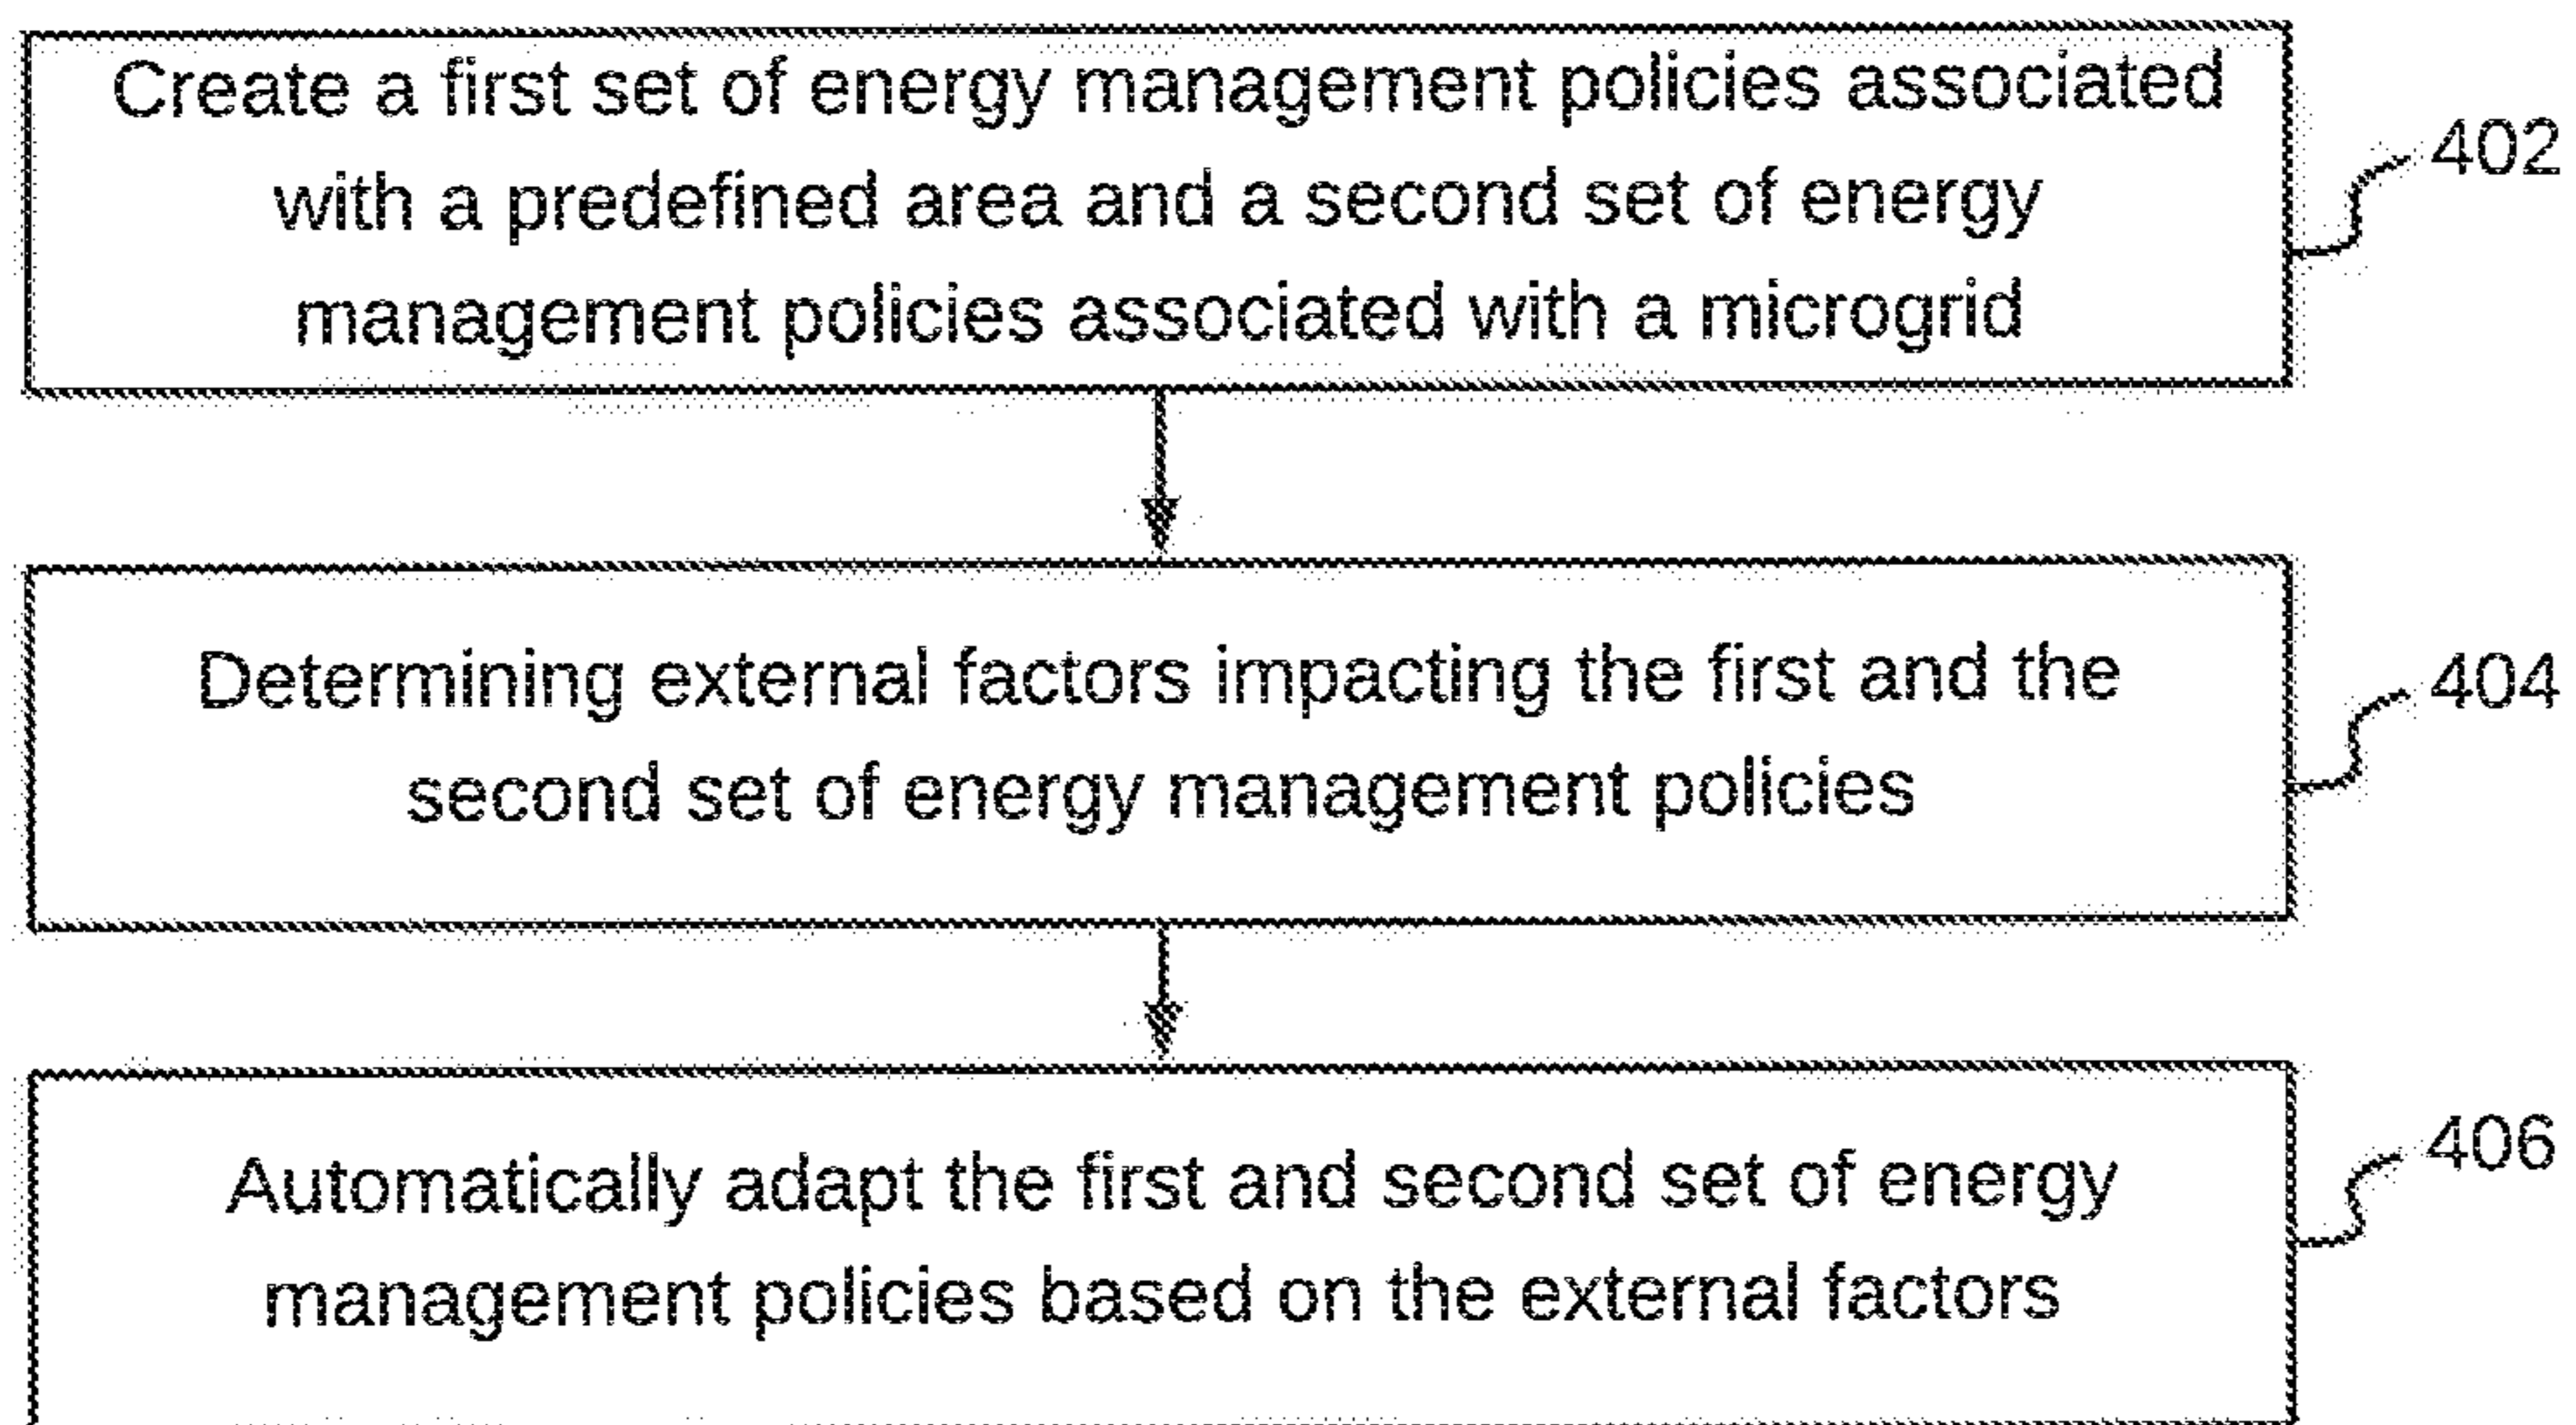 Create a first set of energy management policies associated
with a predefined area and a second set of energy
management policies associated with a microgrid
402
Determining external factors impacting the first and the
second set of energy management policies
404
Automatically adapt the first and second set of energy
management policies based on the external factors
406